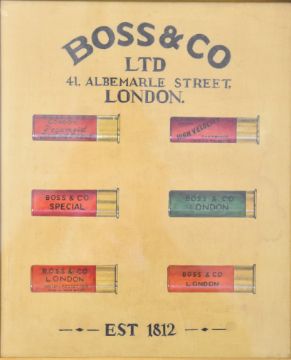 BOSS & CO
LTD
41. ALBEMARLE STREET,
LONDON.
HIGH VELOCITY
BOSS & CO
SPECIAL
BOSS & CO
LONDON
BOSS & CO
LONDON
BOSS & CO
LONDON
EST 1812